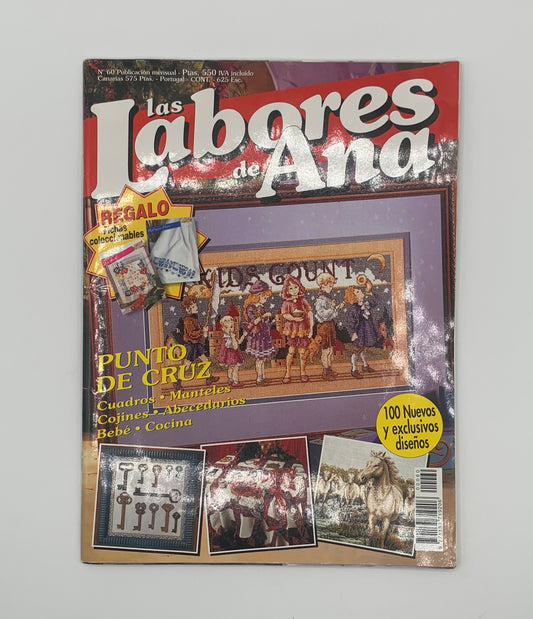 Nº 60 Publicación mensual - Ptas. 550 IVA incluido
Canarias 575 Ptas. - Portugal - CONT. - 625 Esc.
las
Labores
de Ana
REGALO
Fichas
coleccionables
KIDS COUNT
PUNTO
DE CRUZ
Cuadros • Manteles
Cojines • Abecedarios
Bebé • Cocina
100 Nuevos
y exclusivos
diseños